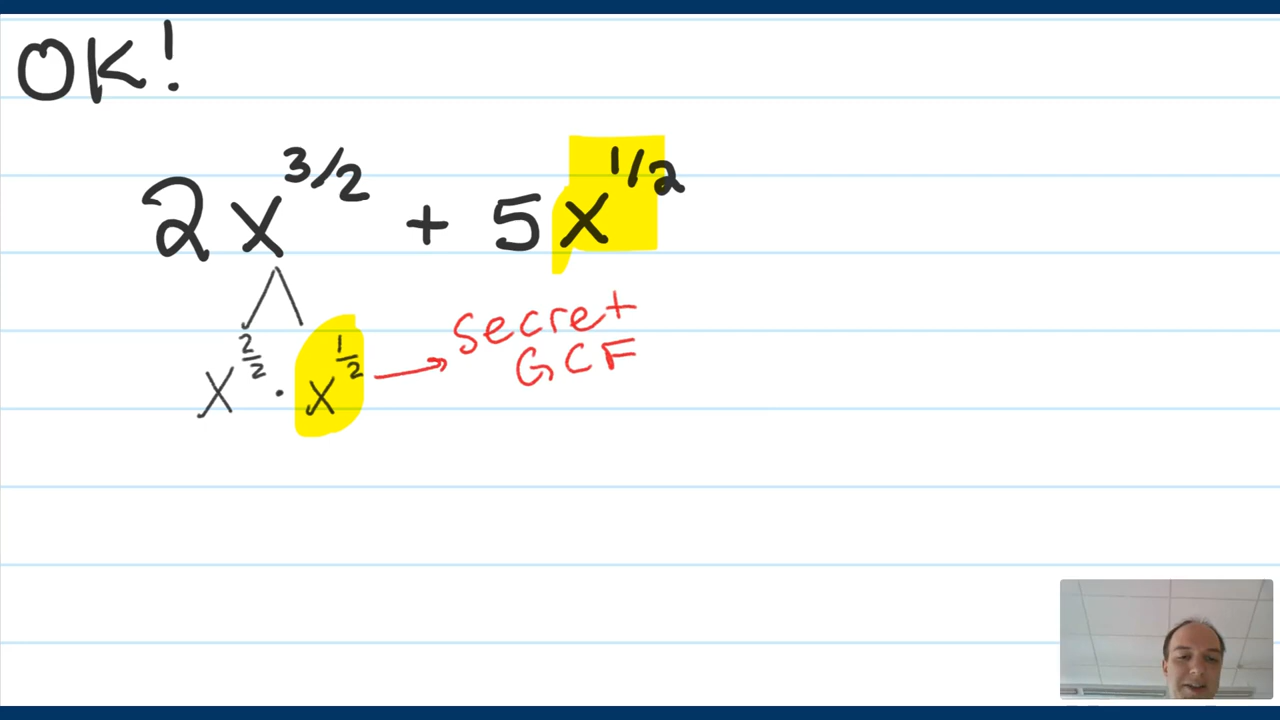 OK!
2x^{3/2} + 5x^{1/2}
x^{2/2} · x^{1/2} → Secret
GCF